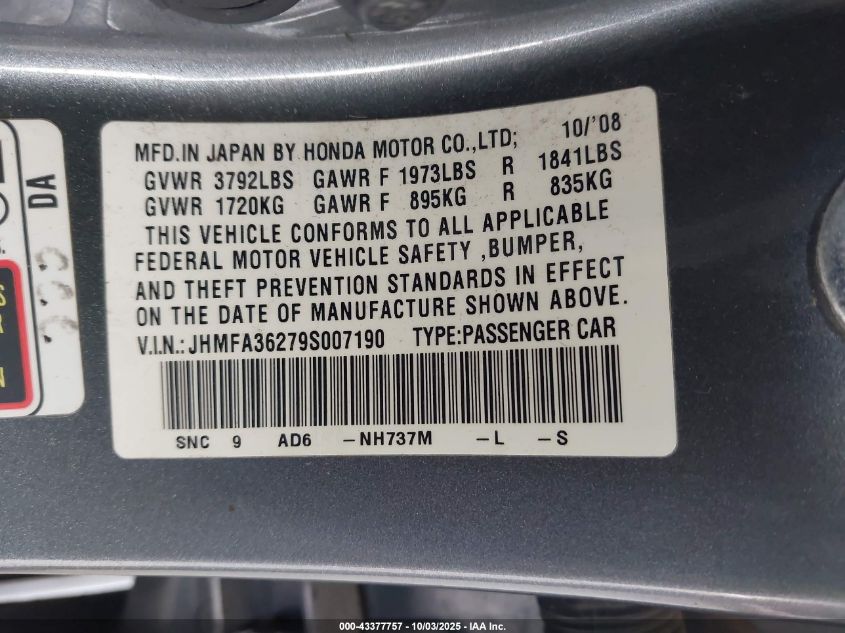 MFD.IN JAPAN BY HONDA MOTOR CO.,LTD; 10/'08
GVWR 3792LBS GAWR F 1973LBS R 1841LBS
GVWR 1720KG GAWR F 895KG R 835KG
THIS VEHICLE CONFORMS TO ALL APPLICABLE
FEDERAL MOTOR VEHICLE SAFETY ,BUMPER,
AND THEFT PREVENTION STANDARDS IN EFFECT
ON THE DATE OF MANUFACTURE SHOWN ABOVE.
V.I.N.: JHMFA36279S007190 TYPE:PASSENGER CAR
SNC 9 AD6 -NH737M -L -S
DA
000-43377757 - 10/03/2025 - IAA Inc.